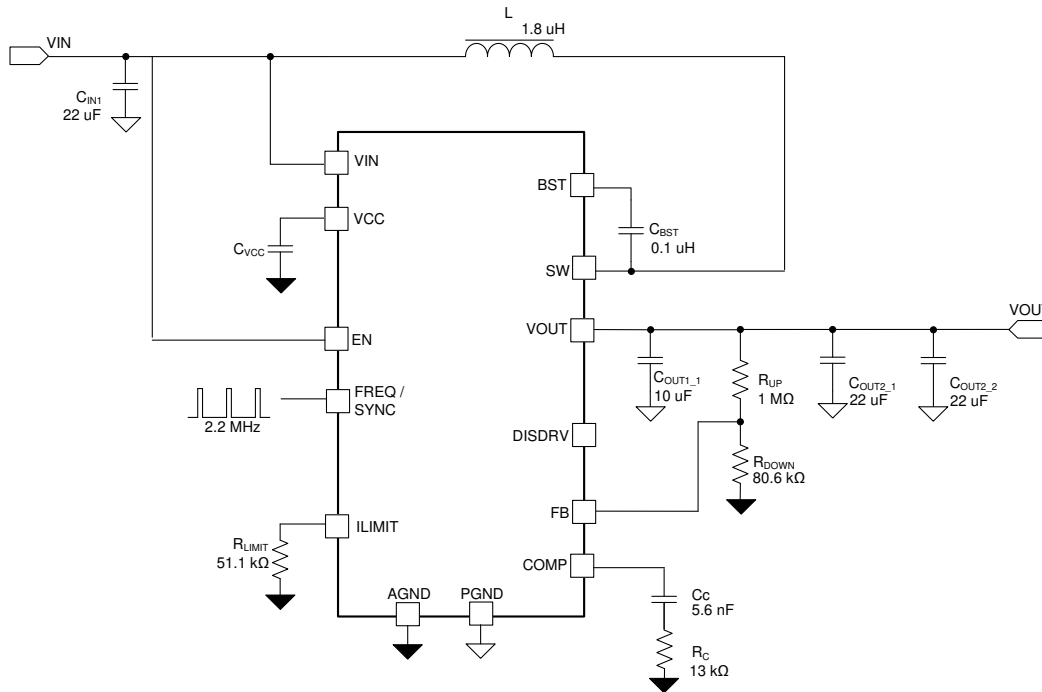 L
1.8 uH
VIN
CIN1
22 uF
VIN
VCC
CVCC
EN
FREQ /
SYNC
2.2 MHz
ILIMIT
RLIMIT
51.1 kΩ
AGND
PGND
BST
CBST
0.1 uH
SW
VOUT
VOUT
COUT1_1
10 uF
RUP
1 MΩ
COUT2_1
22 uF
COUT2_2
22 uF
DISDRV
RDOWN
80.6 kΩ
FB
COMP
Cc
5.6 nF
RC
13 kΩ